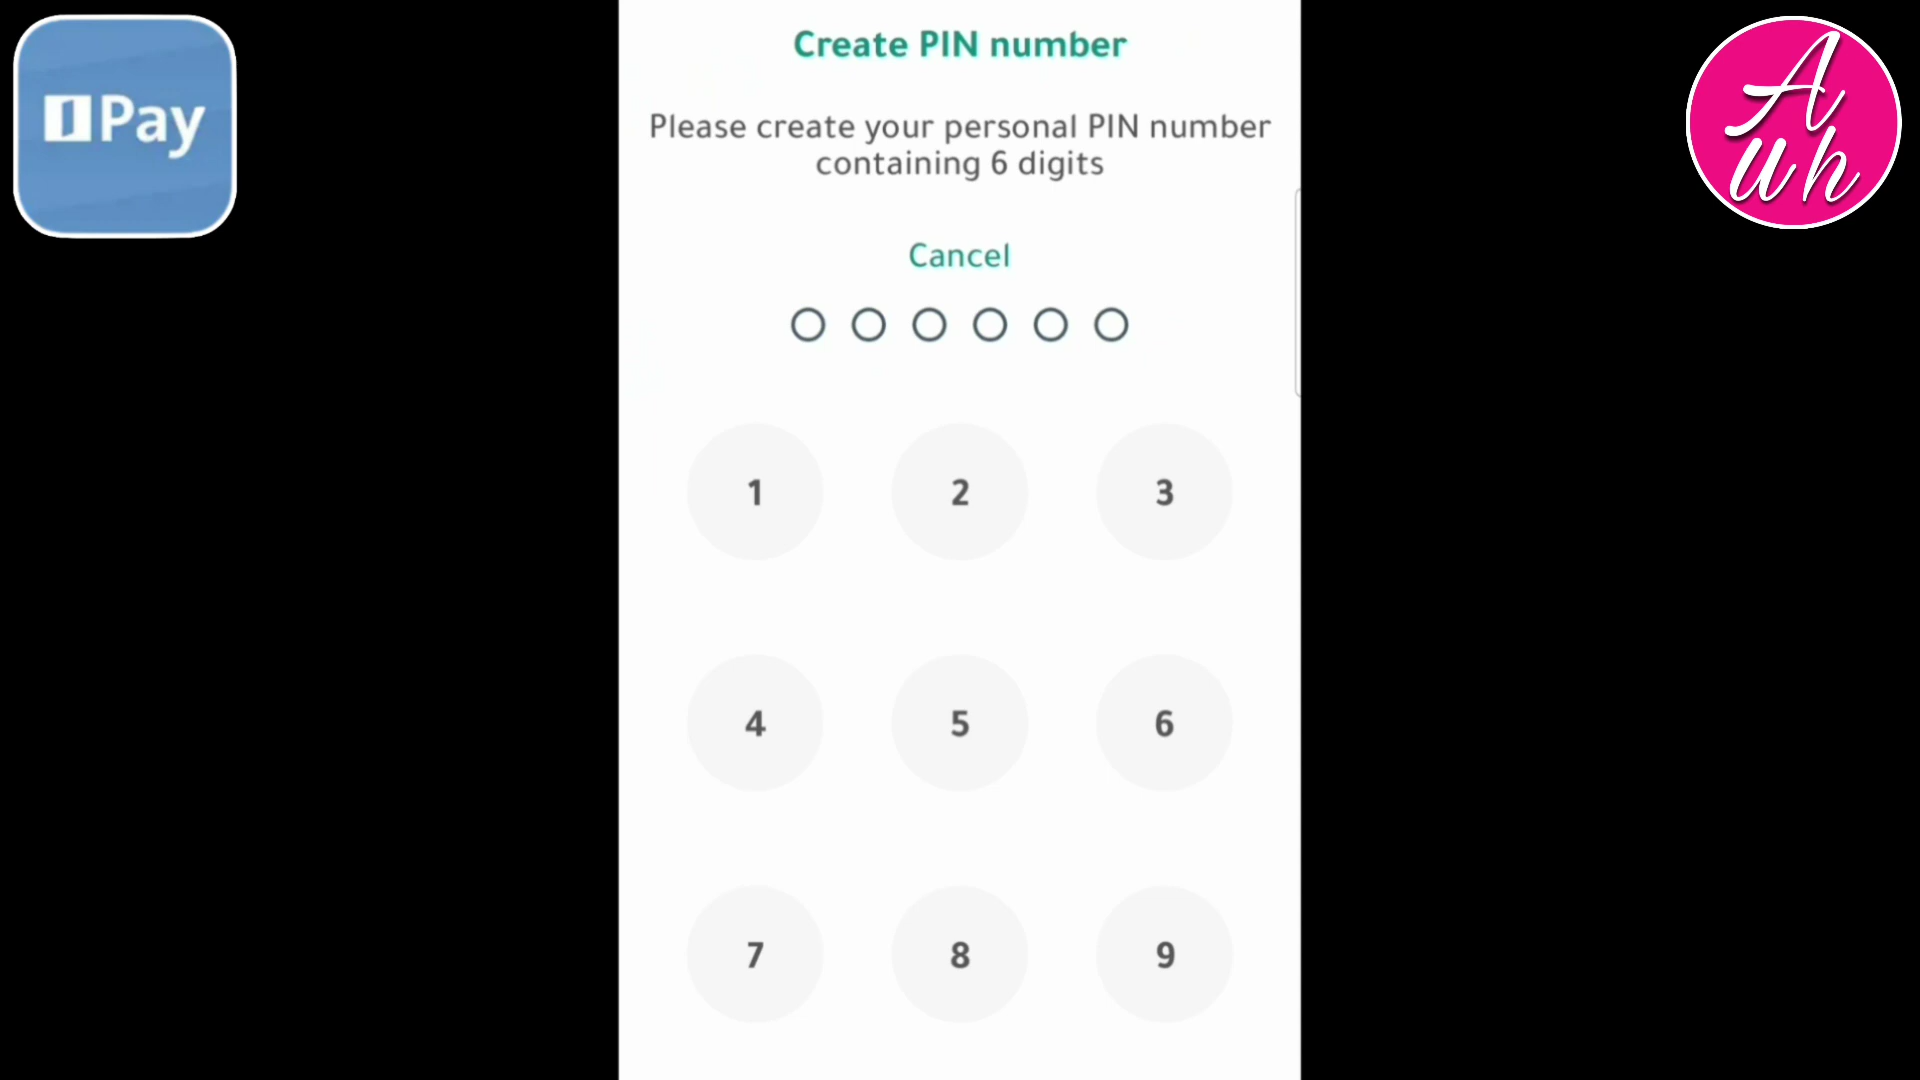 Pay
A
uh
Create PIN number
Please create your personal PIN number
containing 6 digits
Cancel
1 2 3
4 5 6
7 8 9